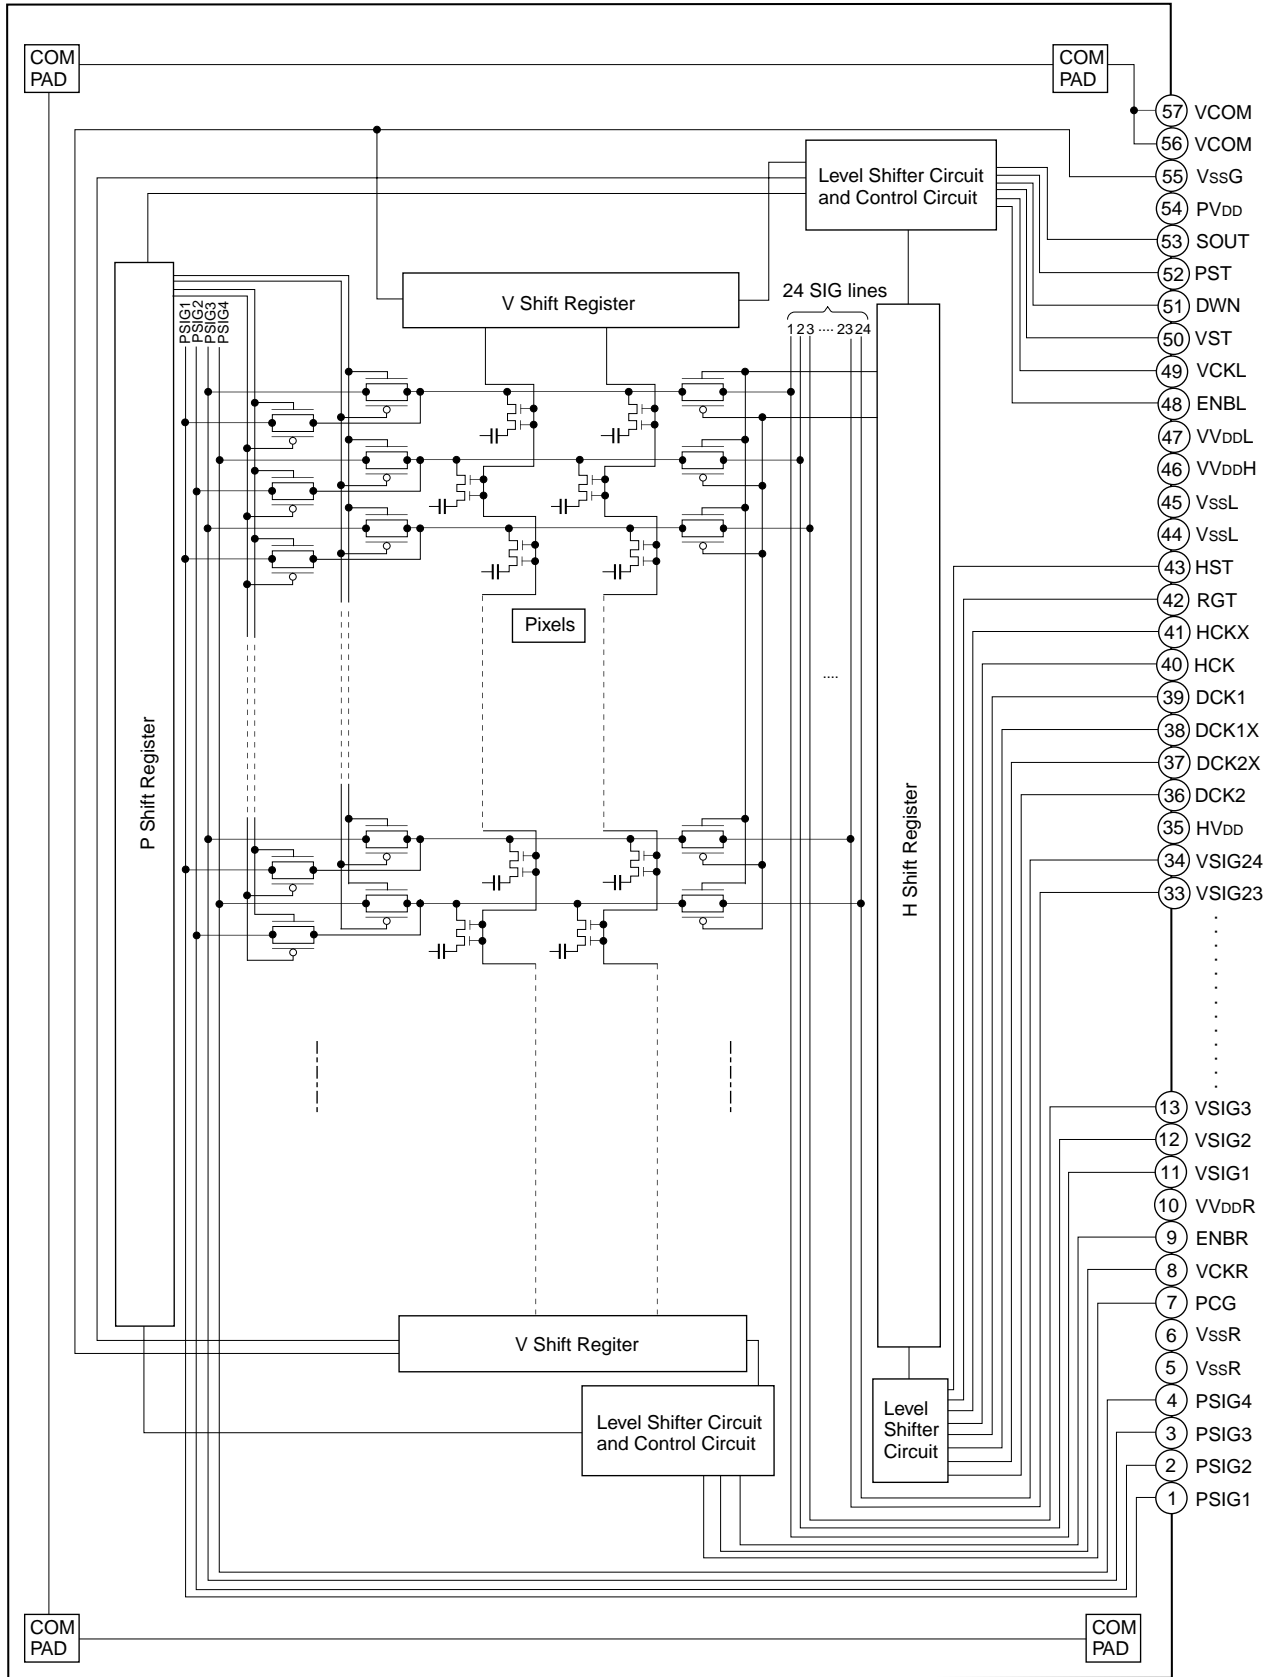 COM
PAD
COM
PAD
57 VCOM
56 VCOM
55 VssG
54 PVDD
53 SOUT
52 PST
51 DWN
50 VST
49 VCKL
48 ENBL
47 VVDDL
46 VVDDH
45 VssL
44 VssL
43 HST
42 RGT
41 HCKX
40 HCK
39 DCK1
38 DCK1X
37 DCK2X
36 DCK2
35 HVDD
34 VSIG24
33 VSIG23
13 VSIG3
12 VSIG2
11 VSIG1
10 VVDDR
9 ENBR
8 VCKR
7 PCG
6 VssR
5 VssR
4 PSIG4
3 PSIG3
2 PSIG2
1 PSIG1
Level Shifter Circuit
and Control Circuit
V Shift Register
24 SIG lines
1 2 3 .... 23 24
PSIG1
PSIG2
PSIG3
PSIG4
Pixels
....
P Shift Register
H Shift Register
V Shift Regiter
Level Shifter Circuit
and Control Circuit
Level
Shifter
Circuit
COM
PAD
COM
PAD